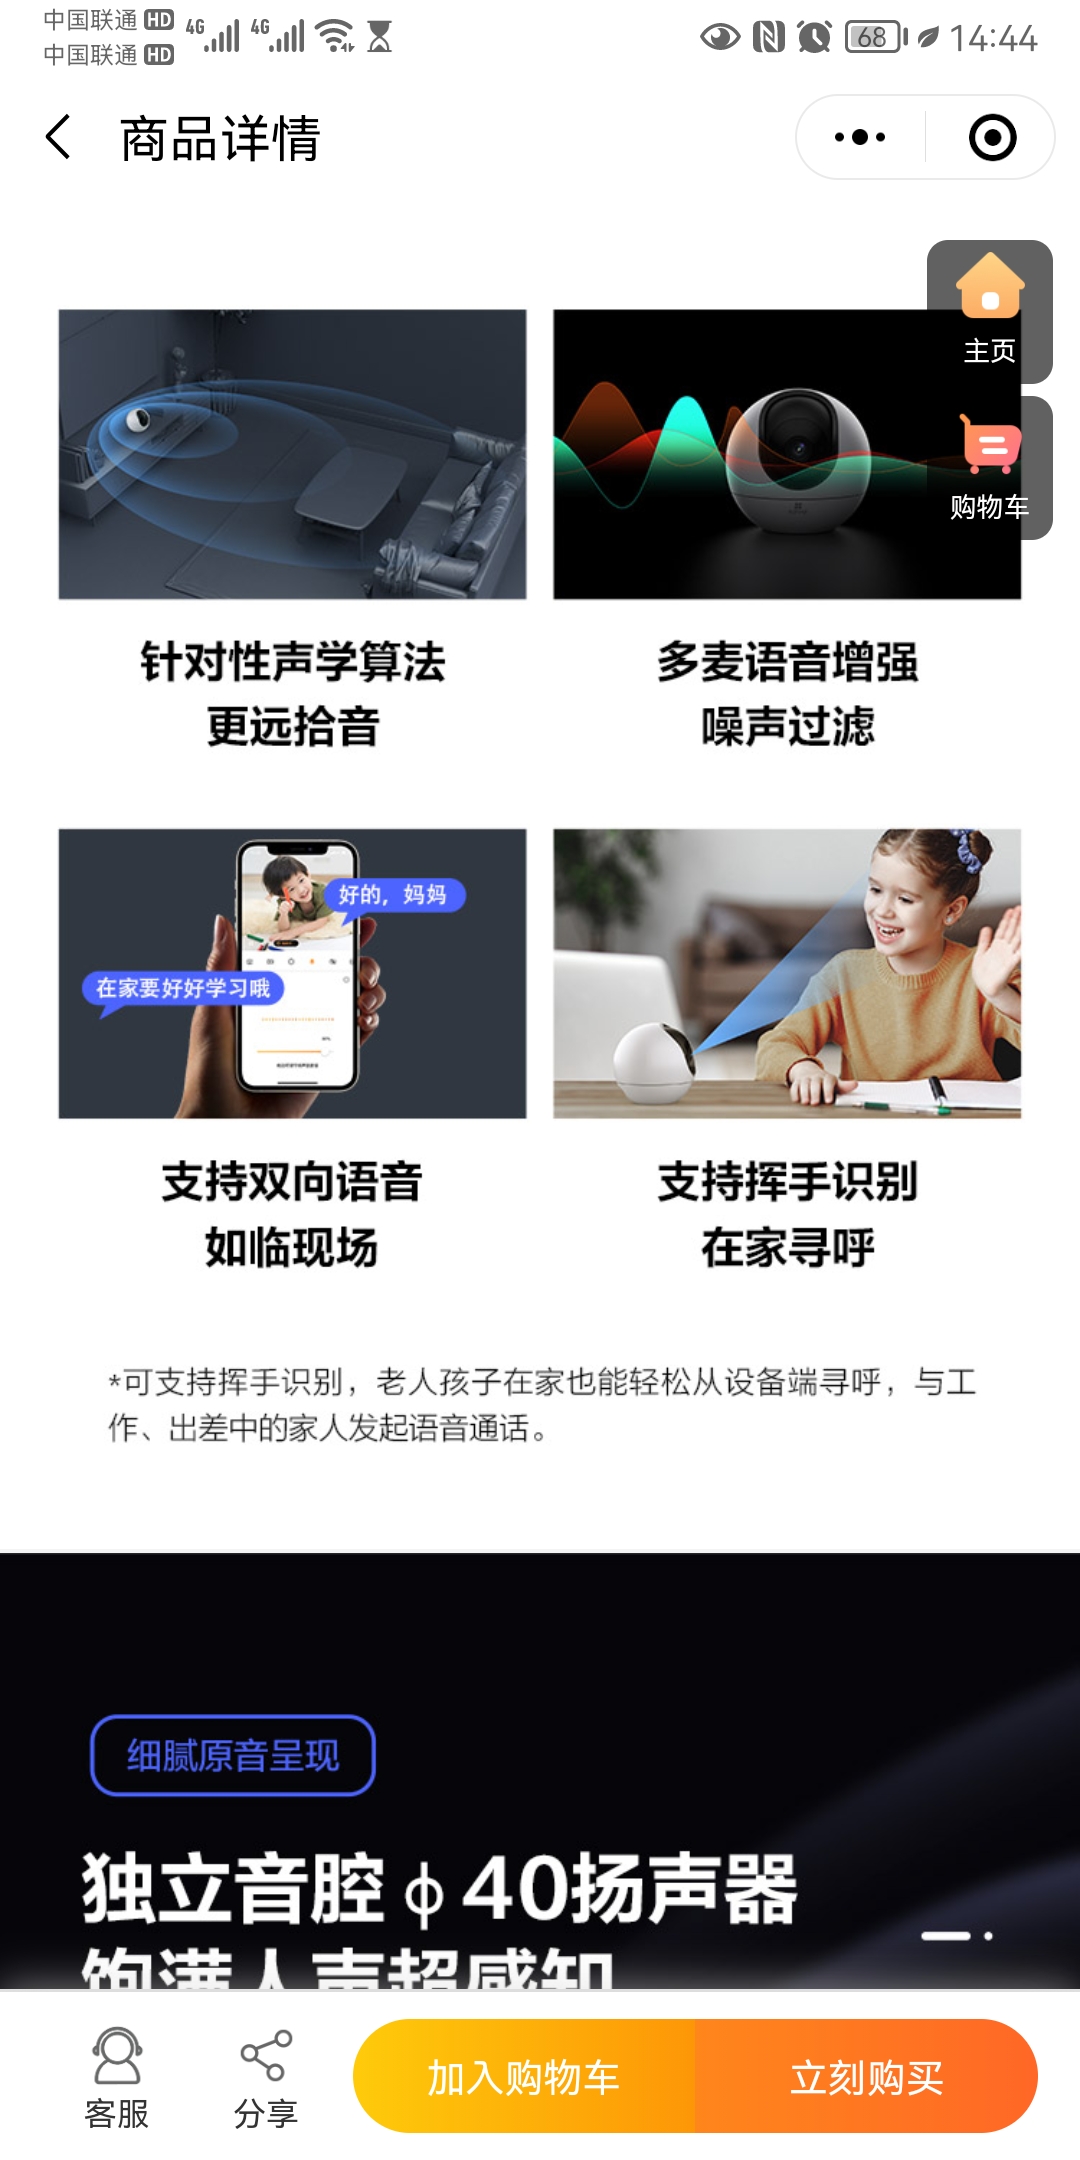 中国联通 HD 4G 4G
中国联通 HD
68 14:44
商品详情
主页
购物车
针对性声学算法
更远拾音
多麦语音增强
噪声过滤
好的，妈妈
在家要好好学习哦
支持双向语音
如临现场
支持挥手识别
在家寻呼
*可支持挥手识别，老人孩子在家也能轻松从设备端寻呼，与工
作、出差中的家人发起语音通话。
细腻原音呈现
独立音腔 φ 40扬声器
饱满人声超感知
客服
分享
加入购物车
立刻购买